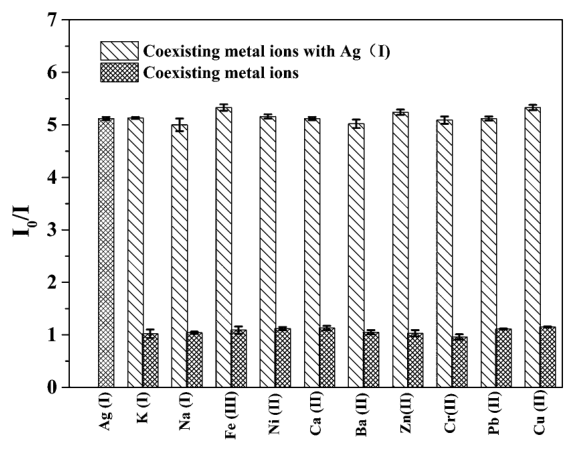 7
6
5
4
3
2
1
0
I0/I
Coexisting metal ions with Ag（I)
Coexisting metal ions
Ag (I)
K (I)
Na (I)
Fe (III)
Ni (II)
Ca (II)
Ba (II)
Zn(II)
Cr(II)
Pb (II)
Cu (II)